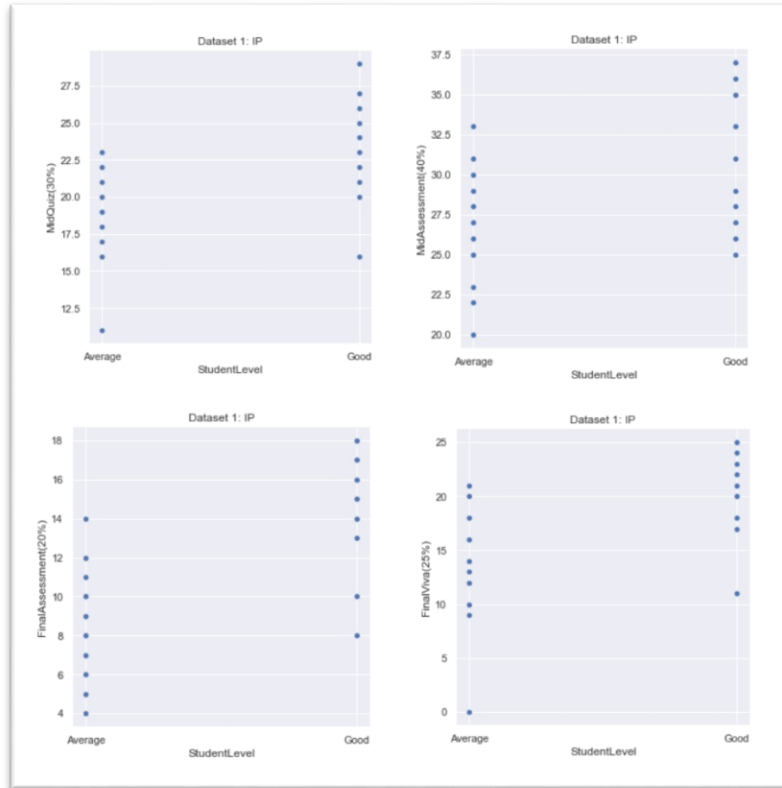 Dataset 1: IP
MidQuiz(30%)
27.5
25.0
22.5
20.0
17.5
15.0
12.5
Average
Good
StudentLevel
Dataset 1: IP
MidAssessment(40%)
37.5
35.0
32.5
30.0
27.5
25.0
22.5
20.0
Average
Good
StudentLevel
Dataset 1: IP
FinalAssessment(20%)
18
16
14
12
10
8
6
4
Average
Good
StudentLevel
Dataset 1: IP
FinalViva(25%)
25
20
15
10
5
0
Average
Good
StudentLevel